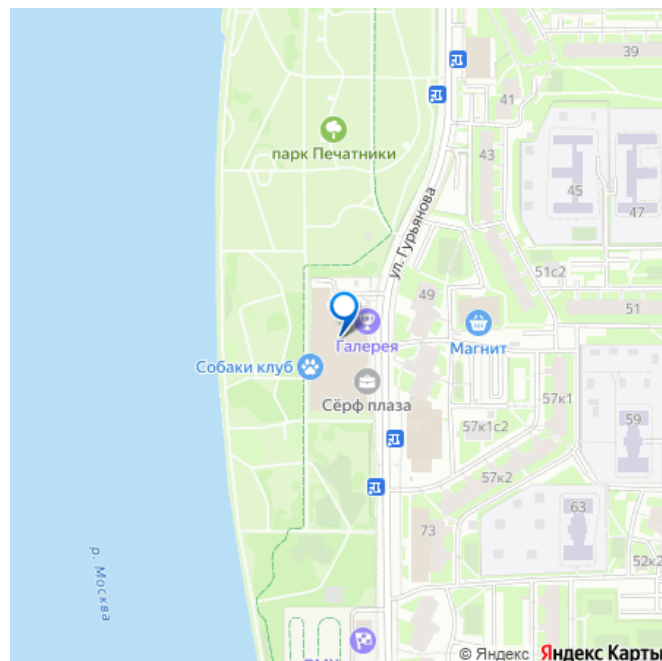 39
41
парк Печатники
43
45
47
ул. Гурьянова
51с2
49
51
Галерея
Магнит
Собаки клуб
Сёрф плаза
57к1
59
57к1с2
57к2
63
73
52к2
р. Москва
© Яндекс Яндекс Карты